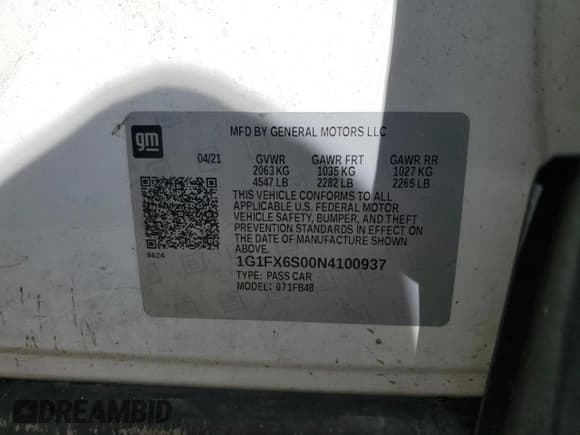 gm
MFD BY GENERAL MOTORS LLC
04/21 GVWR GAWR FRT GAWR RR
2063 KG 1035 KG 1027 KG
4547 LB 2282 LB 2265 LB
THIS VEHICLE CONFORMS TO ALL
APPLICABLE U.S. FEDERAL MOTOR
VEHICLE SAFETY, BUMPER, AND THEFT
PREVENTION STANDARDS IN EFFECT ON
THE DATE OF MANUFACTURE SHOWN
ABOVE.
9824
1G1FX6S00N4100937
TYPE: PASS CAR
MODEL: 071FB48
DREAMBID